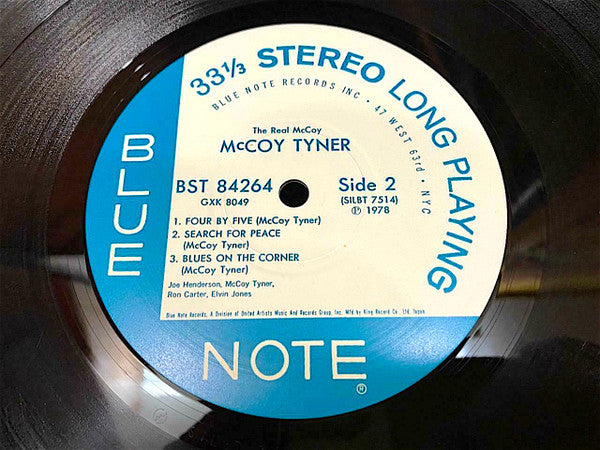 33⅓ STEREO LONG PLAYING
BLUE NOTE RECORDS INC • 47 WEST 63rd • NYC
The Real McCoy
McCOY TYNER
BST 84264 Side 2
GXK 8049 (SILBT 7514)
℗ 1978
1. FOUR BY FIVE (McCoy Tyner)
2. SEARCH FOR PEACE
(McCoy Tyner)
3. BLUES ON THE CORNER
(McCoy Tyner)
Joe Henderson, McCoy Tyner,
Ron Carter, Elvin Jones
Blue Note Records, A Division of United Artists Music And Records Group, Inc. Mft by King Record Co. Ltd, Japan
BLUE
NOTE
®